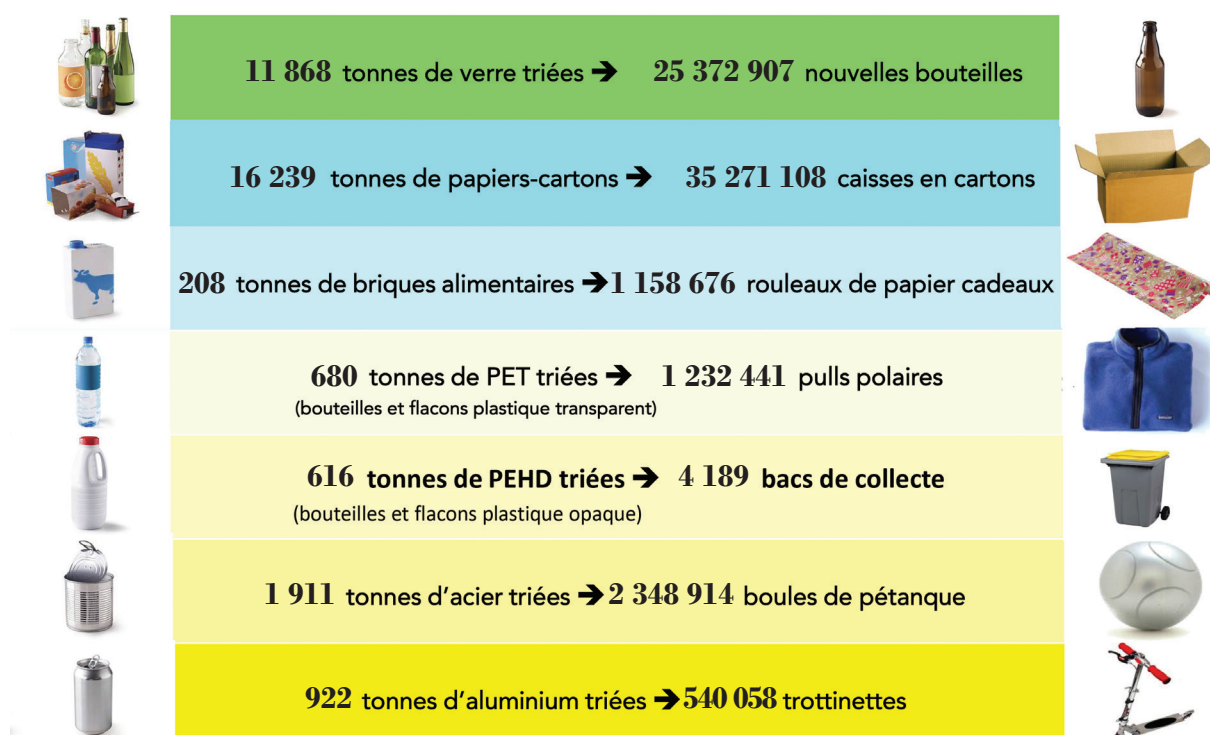 11 868 tonnes de verre triées ➔ 25 372 907 nouvelles bouteilles
16 239 tonnes de papiers-cartons ➔ 35 271 108 caisses en cartons
208 tonnes de briques alimentaires ➔ 1 158 676 rouleaux de papier cadeaux
680 tonnes de PET triées ➔ 1 232 441 pulls polaires
(bouteilles et flacons plastique transparent)
616 tonnes de PEHD triées ➔ 4 189 bacs de collecte
(bouteilles et flacons plastique opaque)
1 911 tonnes d’acier triées ➔ 2 348 914 boules de pétanque
922 tonnes d’aluminium triées ➔ 540 058 trottinettes